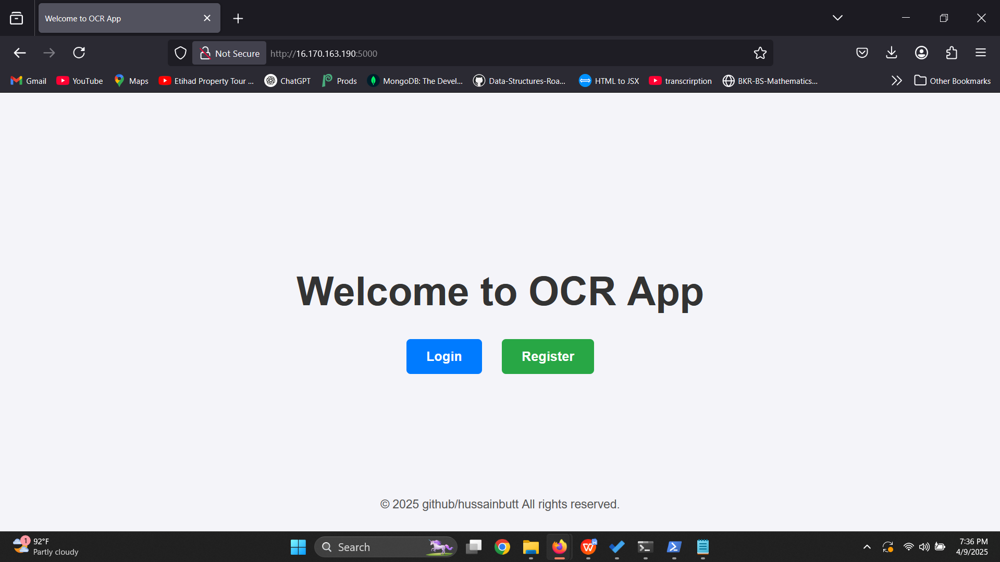 Welcome to OCR App
Not Secure http://16.170.163.190:5000
Gmail YouTube Maps Etihad Property Tour ... ChatGPT Prods MongoDB: The Devel... Data-Structures-Roa... HTML to JSX transcrirption BKR-BS-Mathematics... Other Bookmarks
Welcome to OCR App
Login Register
© 2025 github/hussainbutt All rights reserved.
1 92°F
Partly cloudy
Search
7:36 PM
4/9/2025